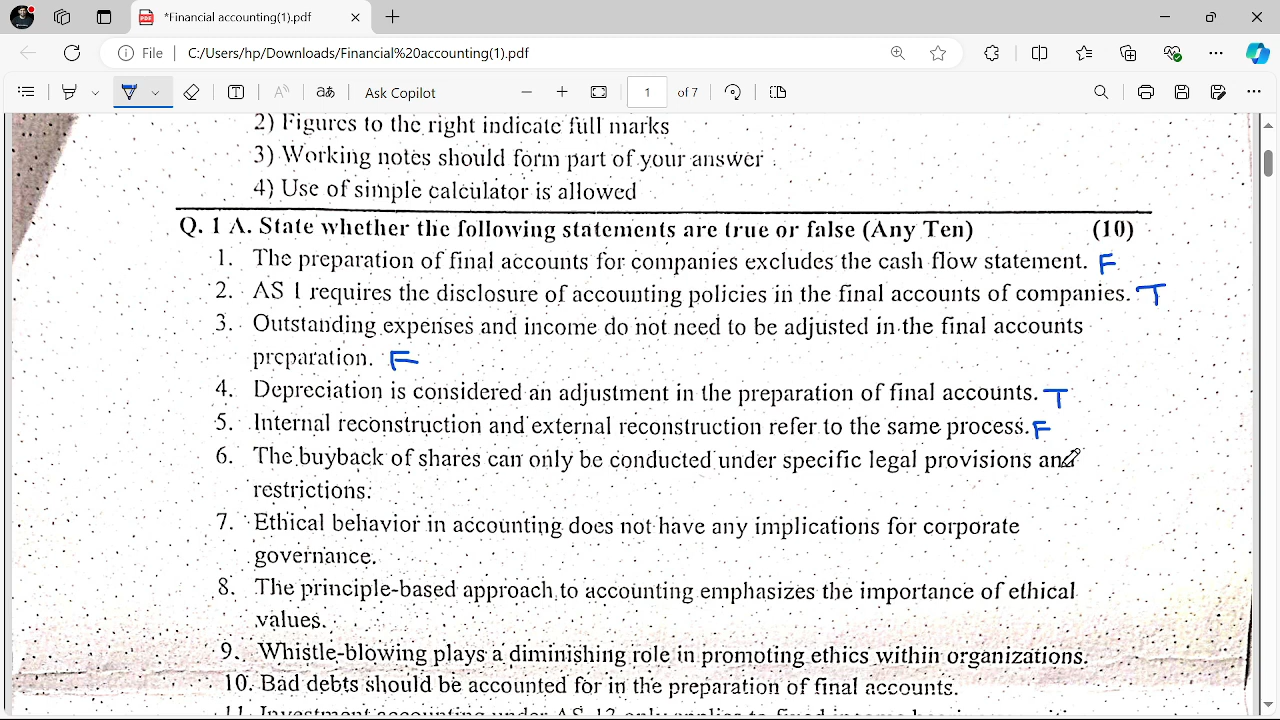 *Financial accounting(1).pdf
File C:/Users/hp/Downloads/Financial%20accounting(1).pdf
Ask Copilot 1 of 7
2) Figures to the right indicate full marks
3) Working notes should form part of your answer
4) Use of simple calculator is allowed
Q. 1 A. State whether the following statements are true or false (Any Ten) (10)
1. The preparation of final accounts for companies excludes the cash flow statement. F
2. AS 1 requires the disclosure of accounting policies in the final accounts of companies. T
3. Outstanding expenses and income do not need to be adjusted in the final accounts
preparation. F
4. Depreciation is considered an adjustment in the preparation of final accounts. T
5. Internal reconstruction and external reconstruction refer to the same process. F
6. The buyback of shares can only be conducted under specific legal provisions and
restrictions.
7. Ethical behavior in accounting does not have any implications for corporate
governance.
8. The principle-based approach to accounting emphasizes the importance of ethical
values.
9. Whistle-blowing plays a diminishing role in promoting ethics within organizations.
10. Bad debts should be accounted for in the preparation of final accounts.